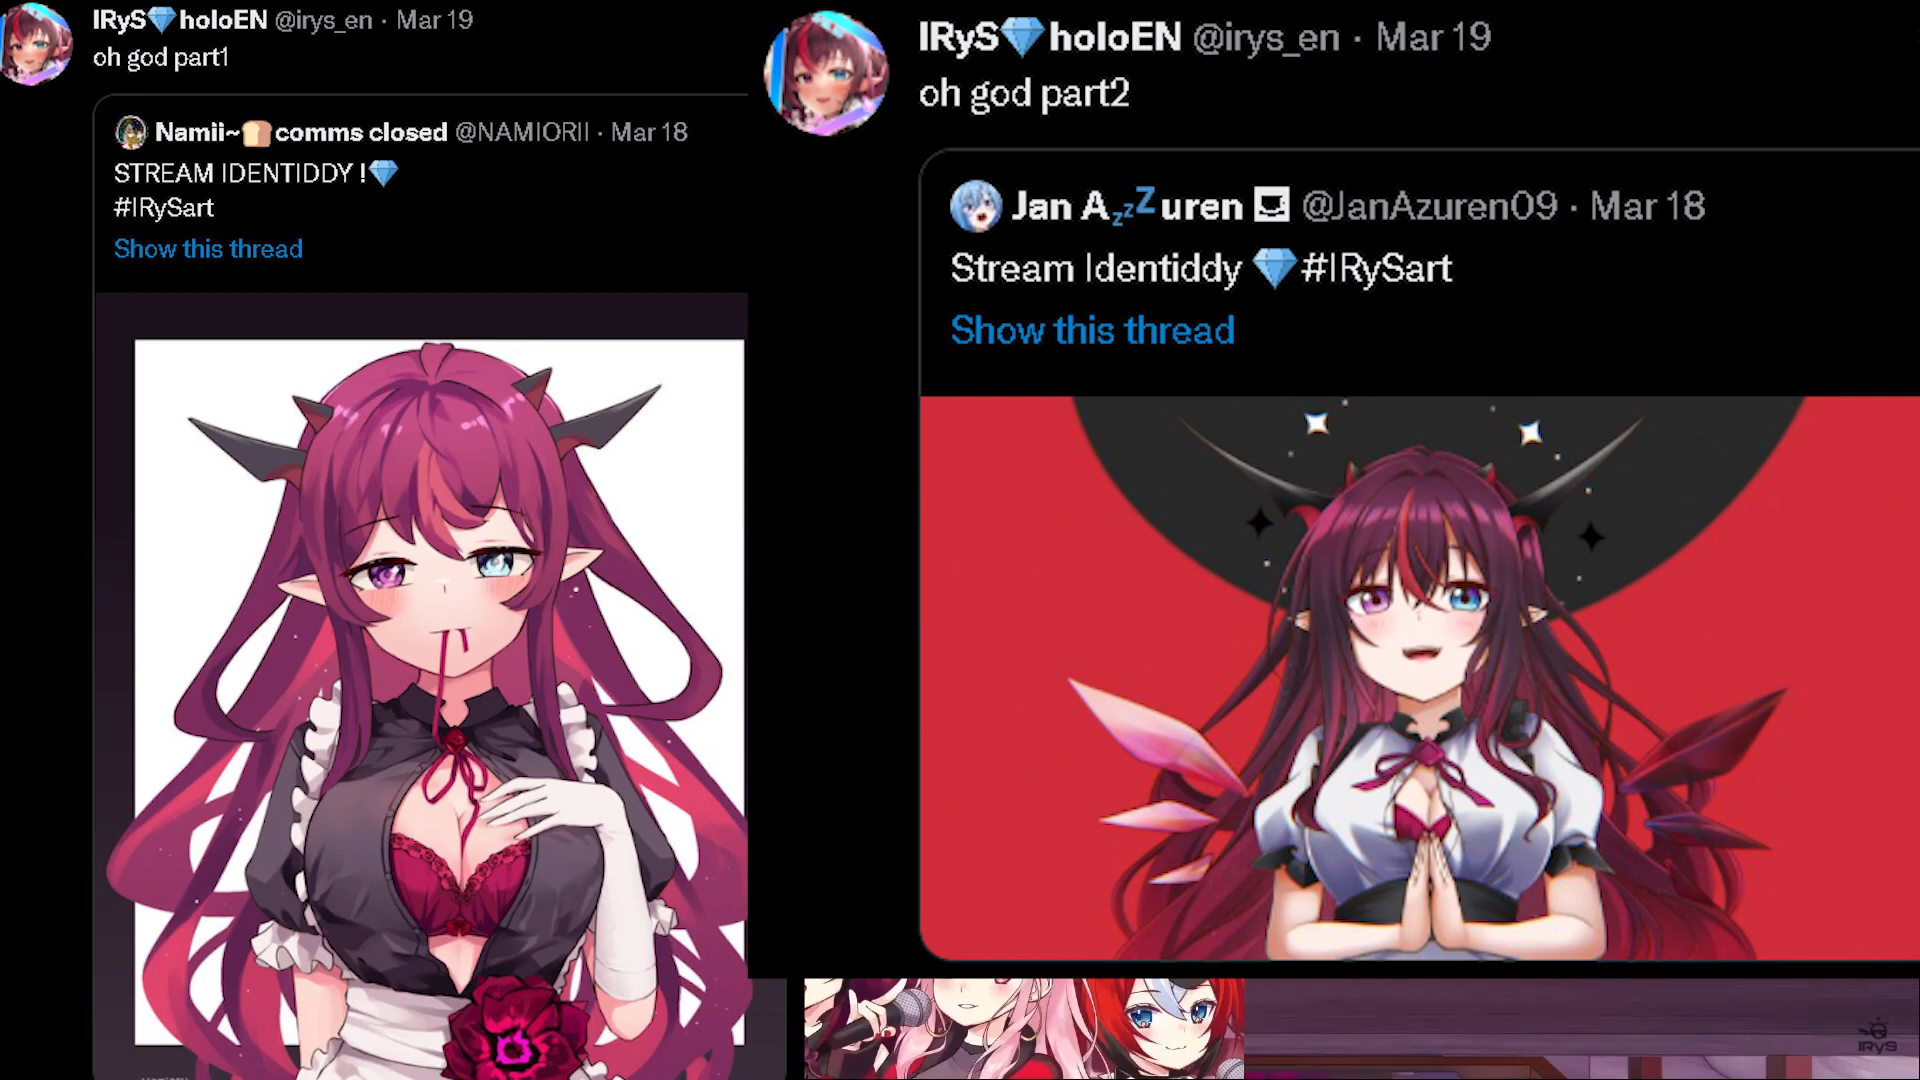 IRyS💎holoEN @irys_en · Mar 19
oh god part1
Namii~🍞comms closed @NAMIORII · Mar 18
STREAM IDENTIDDY !💎
#IRySart
Show this thread
IRyS💎holoEN @irys_en · Mar 19
oh god part2
Jan A💤uren @JanAzuren09 · Mar 18
Stream Identiddy 💎#IRySart
Show this thread
IRyS